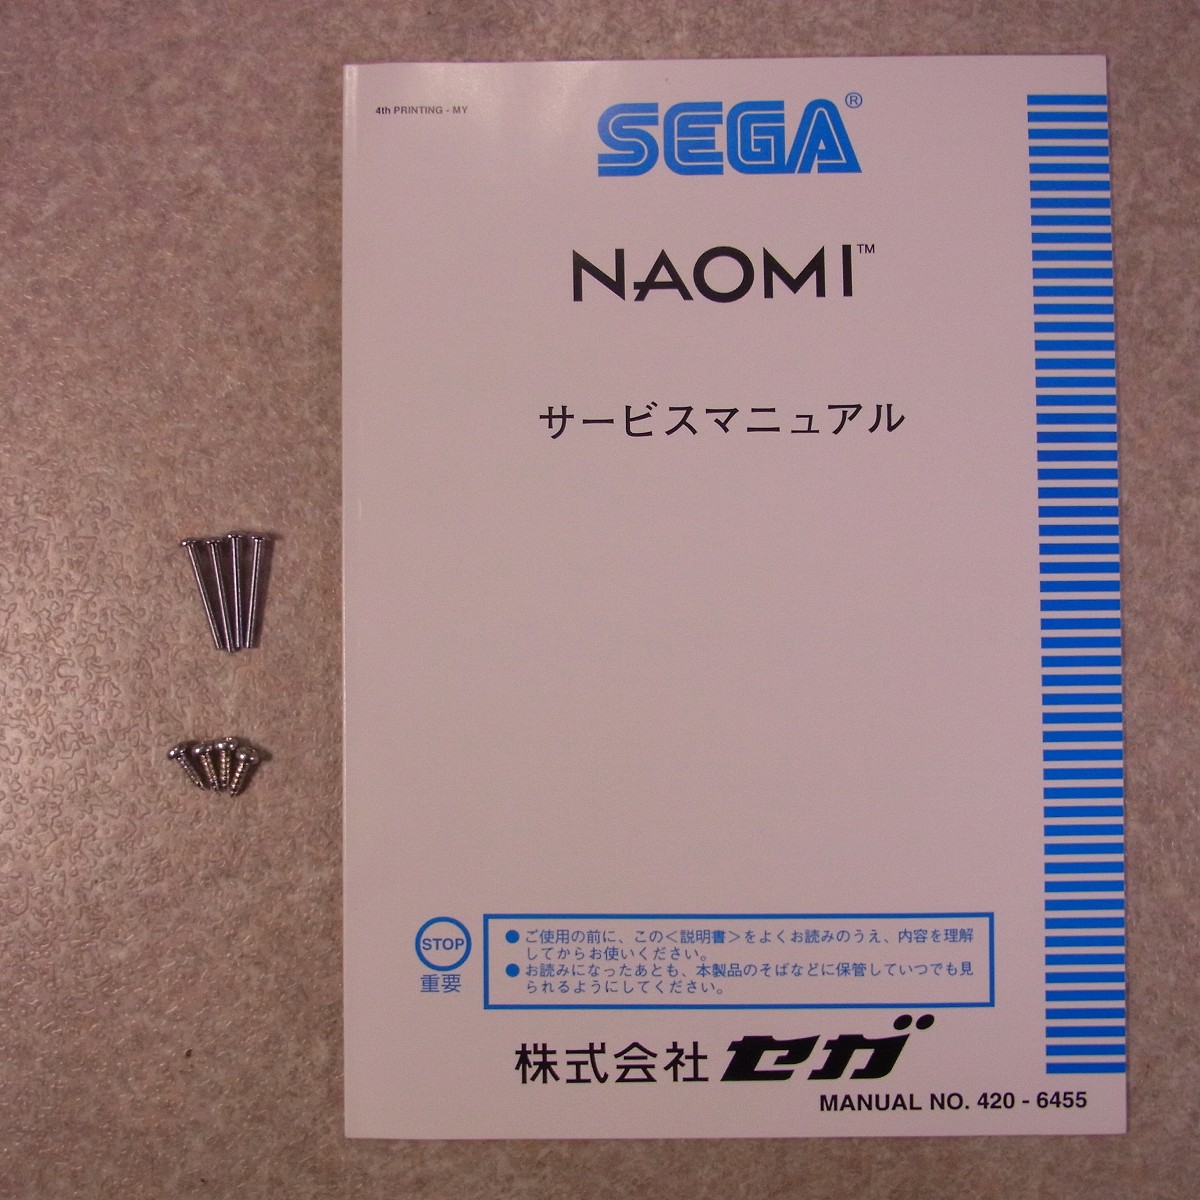 4th PRINTING - MY
SEGA®
NAOMI™
サービスマニュアル
STOP
重要
●ご使用の前に、この＜説明書＞をよくお読みのうえ、内容を理解
してからお使いください。
●お読みになったあとも、本製品のそばなどに保管していつでも見
られるようにしてください。
株式会社 セガ
MANUAL NO. 420 - 6455